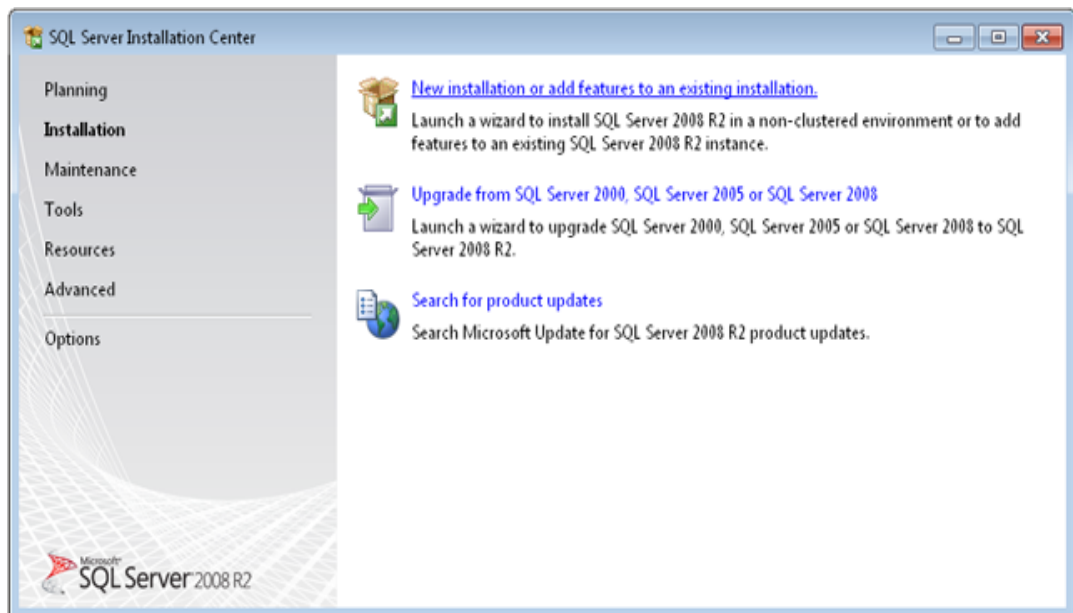 SQL Server Installation Center
Planning
Installation
Maintenance
Tools
Resources
Advanced
Options
New installation or add features to an existing installation.
Launch a wizard to install SQL Server 2008 R2 in a non-clustered environment or to add
features to an existing SQL Server 2008 R2 instance.
Upgrade from SQL Server 2000, SQL Server 2005 or SQL Server 2008
Launch a wizard to upgrade SQL Server 2000, SQL Server 2005 or SQL Server 2008 to SQL
Server 2008 R2.
Search for product updates
Search Microsoft Update for SQL Server 2008 R2 product updates.
Microsoft
SQL Server 2008 R2